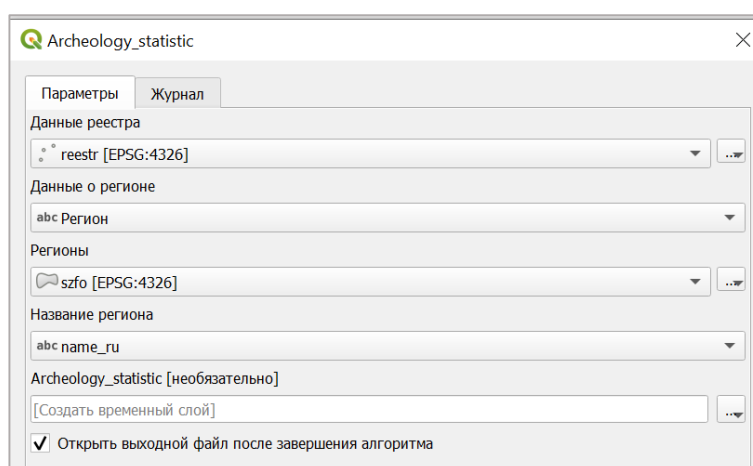 Archeology_statistic
Параметры Журнал
Данные реестра
reestr [EPSG:4326]
...
Данные о регионе
abc Регион
Регионы
szfo [EPSG:4326]
...
Название региона
abc name_ru
Archeology_statistic [необязательно]
[Создать временный слой]
...
Открыть выходной файл после завершения алгоритма